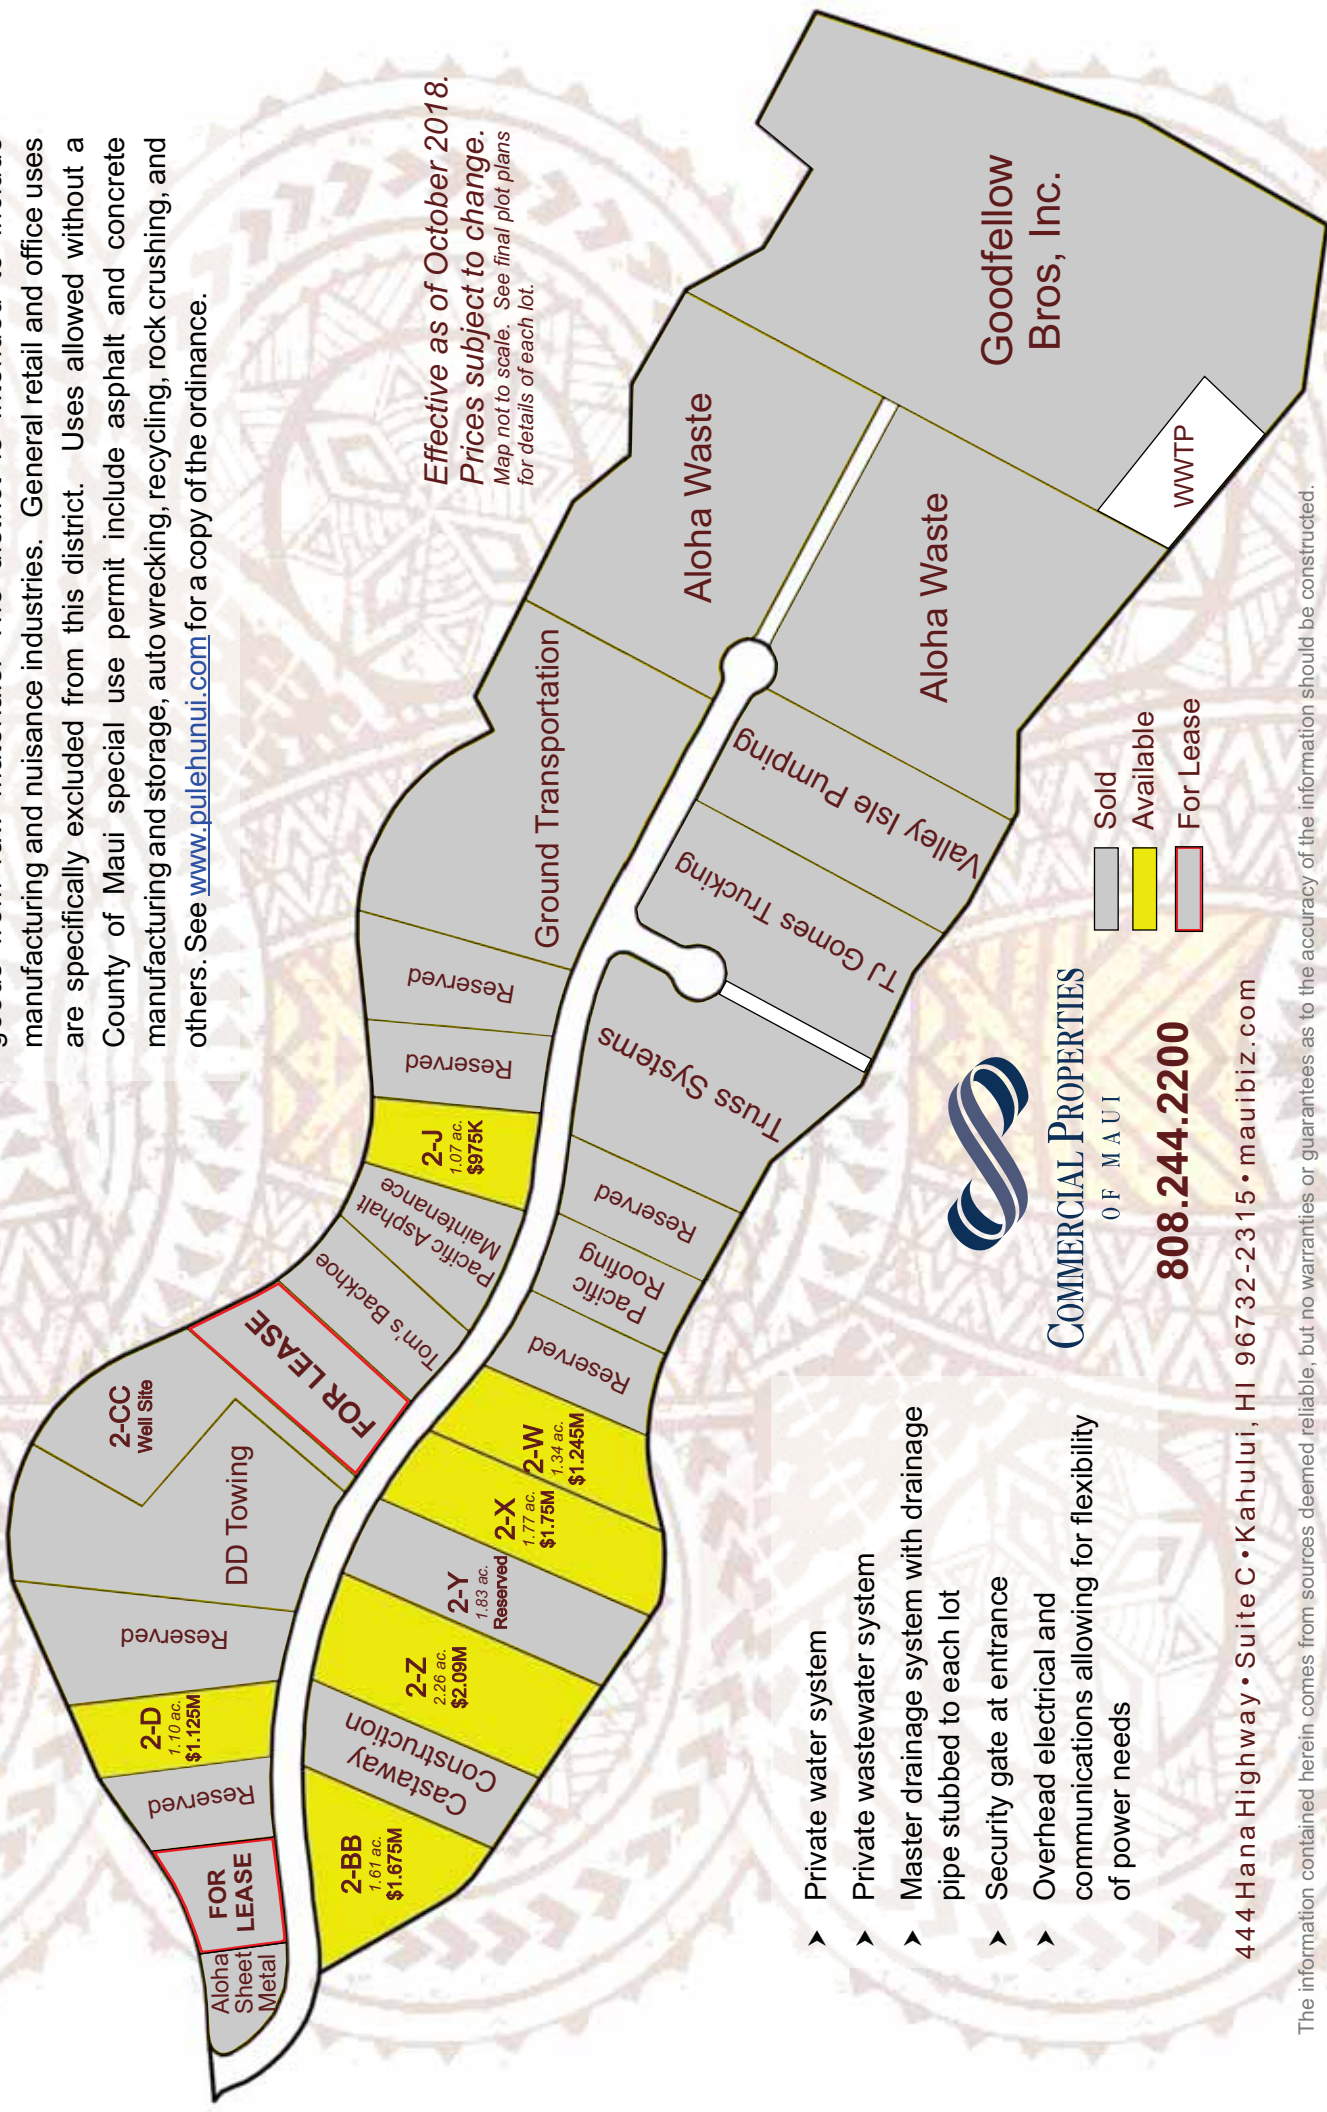 manufacturing and nuisance industries. General retail and office uses
are specifically excluded from this district. Uses allowed without a
County of Maui special use permit include asphalt and concrete
manufacturing and storage, auto wrecking, recycling, rock crushing, and
others. See www.pulehunui.com for a copy of the ordinance.
Effective as of October 2018.
Prices subject to change.
Map not to scale. See final plot plans
for details of each lot.
Aloha
Sheet
Metal
FOR
LEASE
Reserved
2-D
1.10 ac.
$1.125M
Reserved
DD Towing
2-CC
Well Site
FOR LEASE
Tom's Backhoe
Pacific Asphalt
Maintenance
2-J
1.07 ac.
$975K
Reserved
Reserved
Ground Transportation
Aloha Waste
Goodfellow
Bros, Inc.
WWTP
Aloha Waste
Valley Isle Pumping
TJ Gomes Trucking
Truss Systems
Reserved
Pacific
Roofing
Reserved
2-W
1.34 ac.
$1.245M
2-X
1.77 ac.
$1.75M
2-Y
1.83 ac.
Reserved
2-Z
2.26 ac.
$2.09M
Castaway
Construction
2-BB
1.61 ac.
$1.675M
Sold
Available
For Lease
➤ Private water system
➤ Private wastewater system
➤ Master drainage system with drainage
pipe stubbed to each lot
➤ Security gate at entrance
➤ Overhead electrical and
communications allowing for flexibility
of power needs
COMMERCIAL PROPERTIES
OF MAUI
808.244.2200
444 Hana Highway • Suite C • Kahului, HI 96732-2315 • mauibiz.com
The information contained herein comes from sources deemed reliable, but no warranties or guarantees as to the accuracy of the information should be constructed.